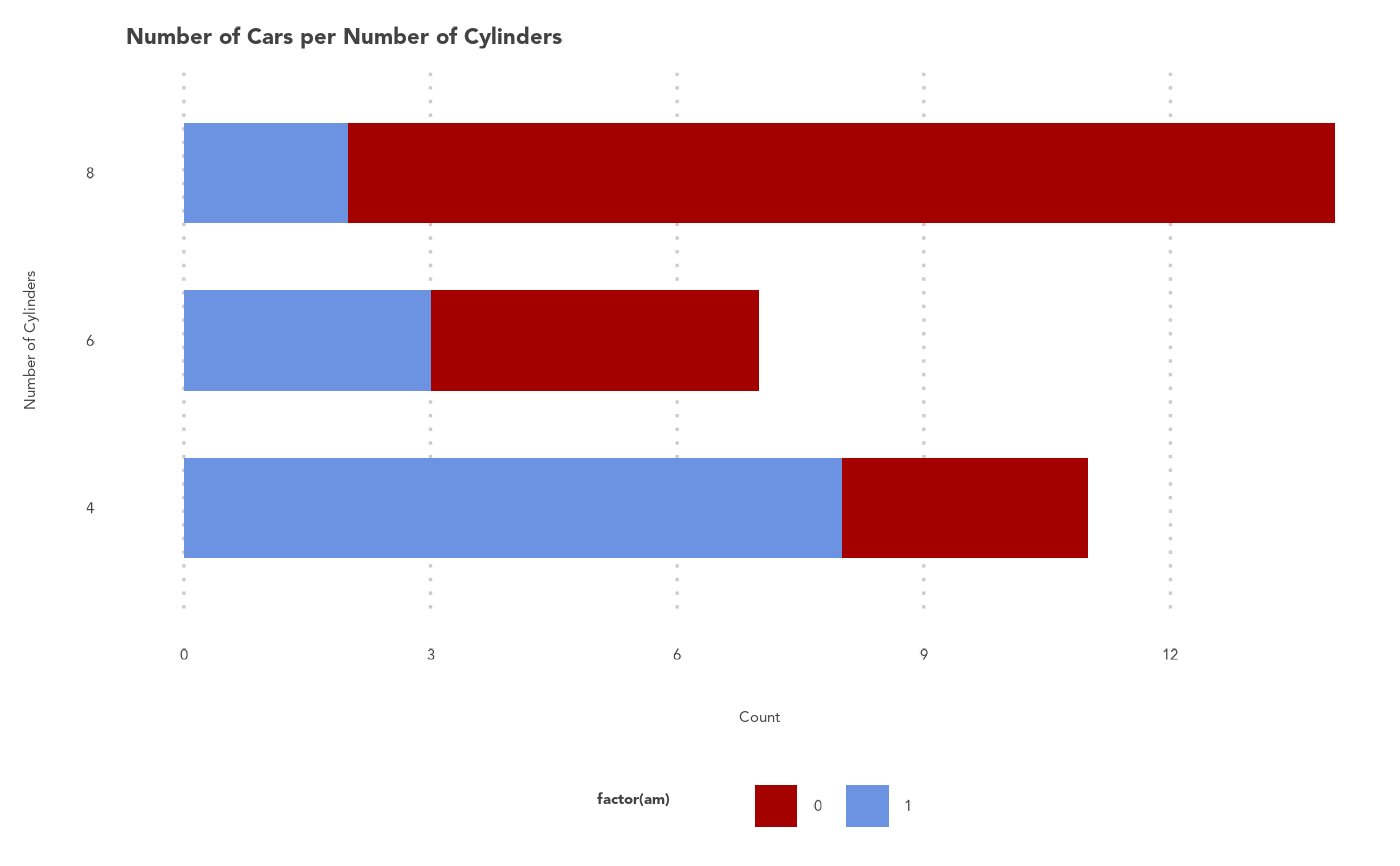 Number of Cars per Number of Cylinders
Number of Cylinders
8
6
4
0 3 6 9 12
Count
factor(am) 0 1